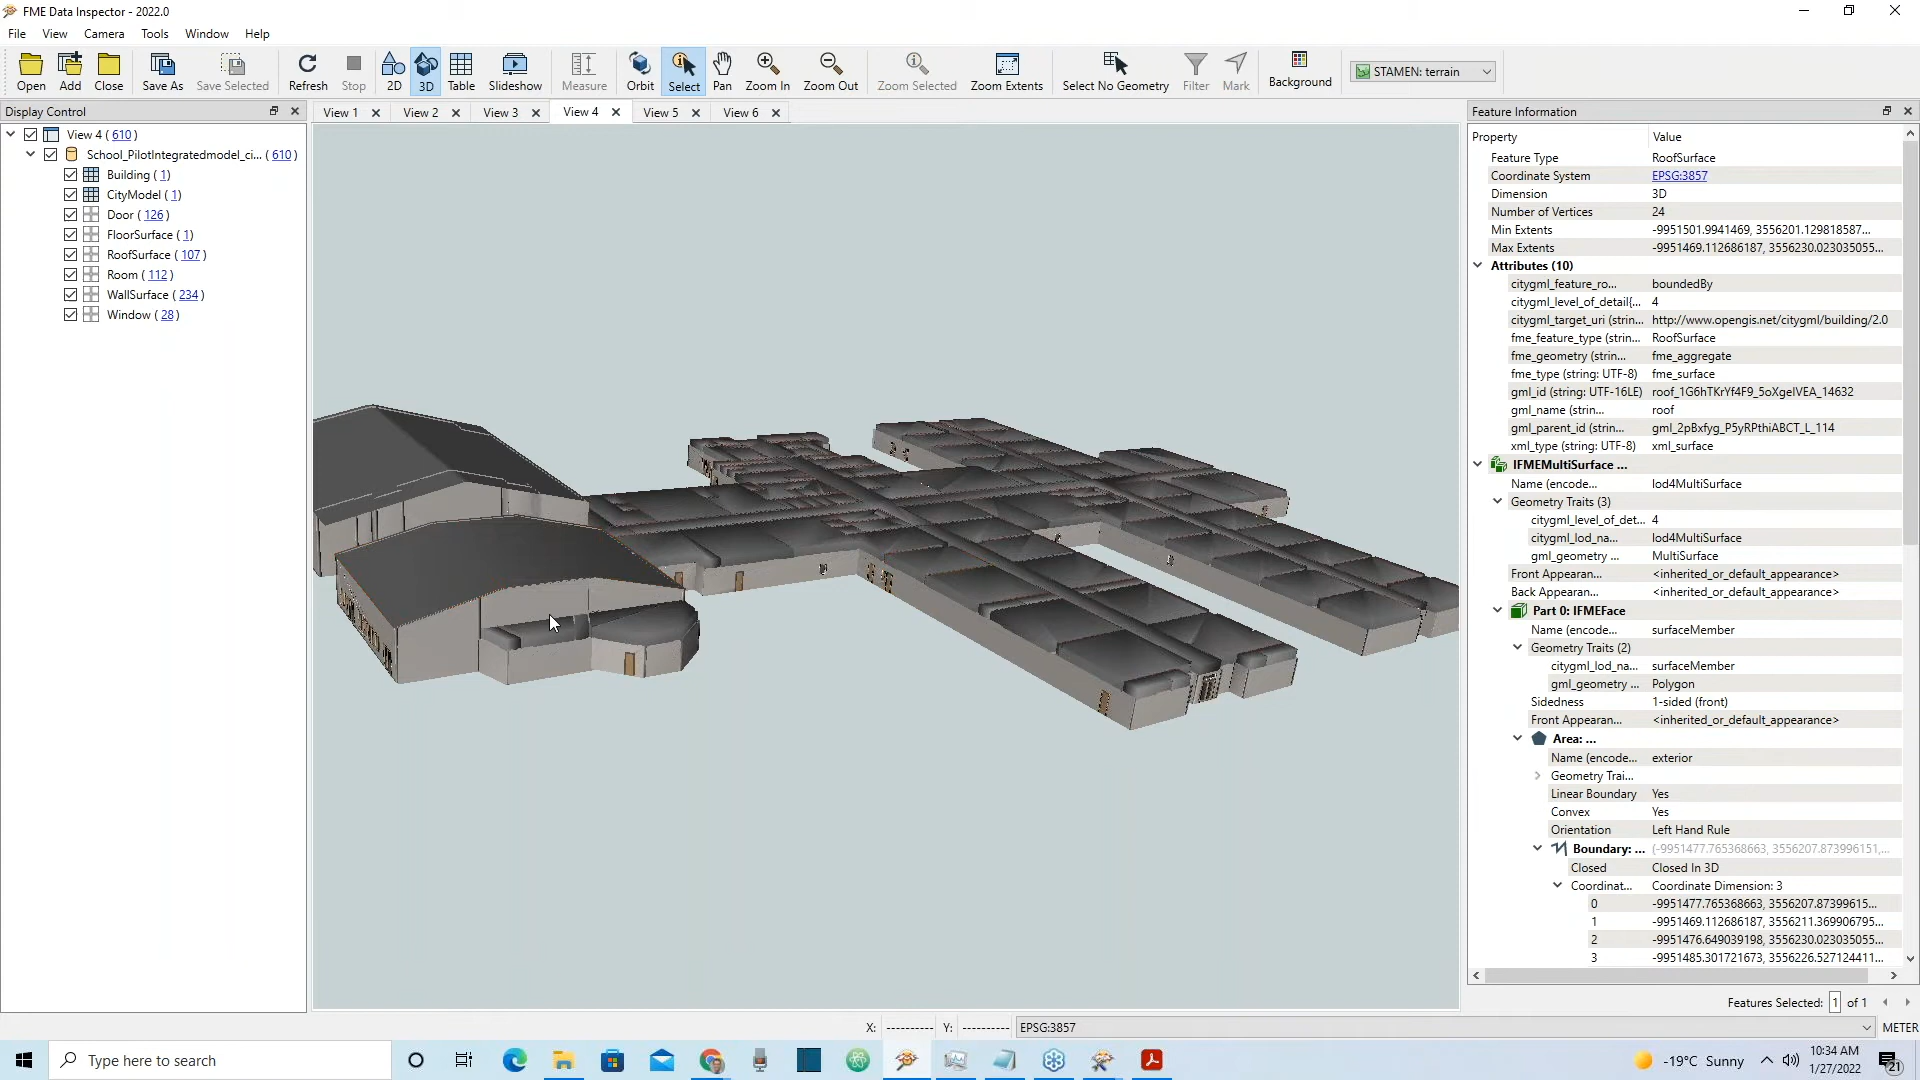 FME Data Inspector - 2022.0
File View Camera Tools Window Help
Open Add Close Save As Save Selected Refresh Stop 2D 3D Table Slideshow Measure Orbit Select Pan Zoom In Zoom Out Zoom Selected Zoom Extents Select No Geometry Filter Mark Background STAMEN: terrain
Display Control
View 4 ( 610)
School_PilotIntegratedmodel_ci... ( 610)
Building ( 1)
CityModel ( 1)
Door ( 126)
FloorSurface ( 1)
RoofSurface ( 107)
Room ( 112)
WallSurface ( 234)
Window ( 28)
View 1 View 2 View 3 View 4 View 5 View 6
Feature Information
Property Value
Feature Type RoofSurface
Coordinate System EPSG:3857
Dimension 3D
Number of Vertices 24
Min Extents -9951501.9941469, 3556201.129818587...
Max Extents -9951469.112686187, 3556230.023035055...
Attributes (10)
citygml_feature_ro... boundedBy
citygml_level_of_detail{... 4
citygml_target_uri (strin... http://www.opengis.net/citygml/building/2.0
fme_feature_type (strin... RoofSurface
fme_geometry (strin... fme_aggregate
fme_type (string: UTF-8) fme_surface
gml_id (string: UTF-16LE) roof_1G6hTKrYf4F9_5oXgeIVEA_14632
gml_name (strin... roof
gml_parent_id (strin... gml_2pBxfyg_P5yRPthiABCT_L_114
xml_type (string: UTF-8) xml_surface
IFMEMultiSurface ...
Name (encode... lod4MultiSurface
Geometry Traits (3)
citygml_level_of_det... 4
citygml_lod_na... lod4MultiSurface
gml_geometry ... MultiSurface
Front Appearan... <inherited_or_default_appearance>
Back Appearan... <inherited_or_default_appearance>
Part 0: IFMEFace
Name (encode... surfaceMember
Geometry Traits (2)
citygml_lod_na... surfaceMember
gml_geometry ... Polygon
Sidedness 1-sided (front)
Front Appearan... <inherited_or_default_appearance>
Area: ...
Name (encode... exterior
Geometry Trai...
Linear Boundary Yes
Convex Yes
Orientation Left Hand Rule
Boundary: ... (-9951477.765368663, 3556207.873996151,...
Closed Closed In 3D
Coordinat... Coordinate Dimension: 3
0 -9951477.765368663, 3556207.87399615...
1 -9951469.112686187, 3556211.369906795...
2 -9951476.649039198, 3556230.023035055...
3 -9951485.301721673, 3556226.527124411...
Features Selected: 1 of 1
X: ---------- Y: ---------- EPSG:3857 METER
Type here to search
-19°C Sunny
10:34 AM
1/27/2022
21